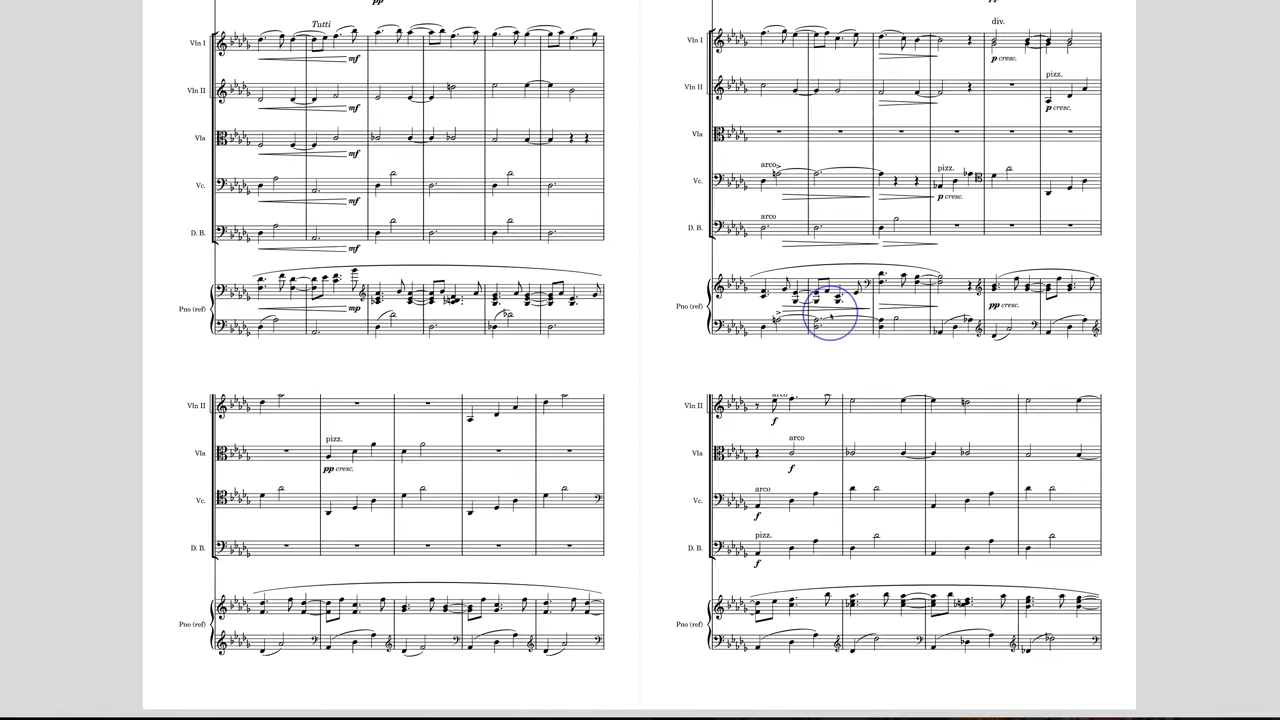 pp
Tutti
Vln I
mf
Vln II
mf
Vla
mf
Vc.
mf
D. B.
mf
Pno (ref)
mp
Vln II
pizz.
Vla
pp cresc.
Vc.
D. B.
Pno (ref)
pp
div.
Vln I
p cresc.
pizz.
Vln II
p cresc.
Vla
arco
pizz.
Vc.
p cresc.
arco
D. B.
Pno (ref)
pp cresc.
arco
Vln II
f
arco
Vla
f
arco
Vc.
f
pizz.
D. B.
f
Pno (ref)